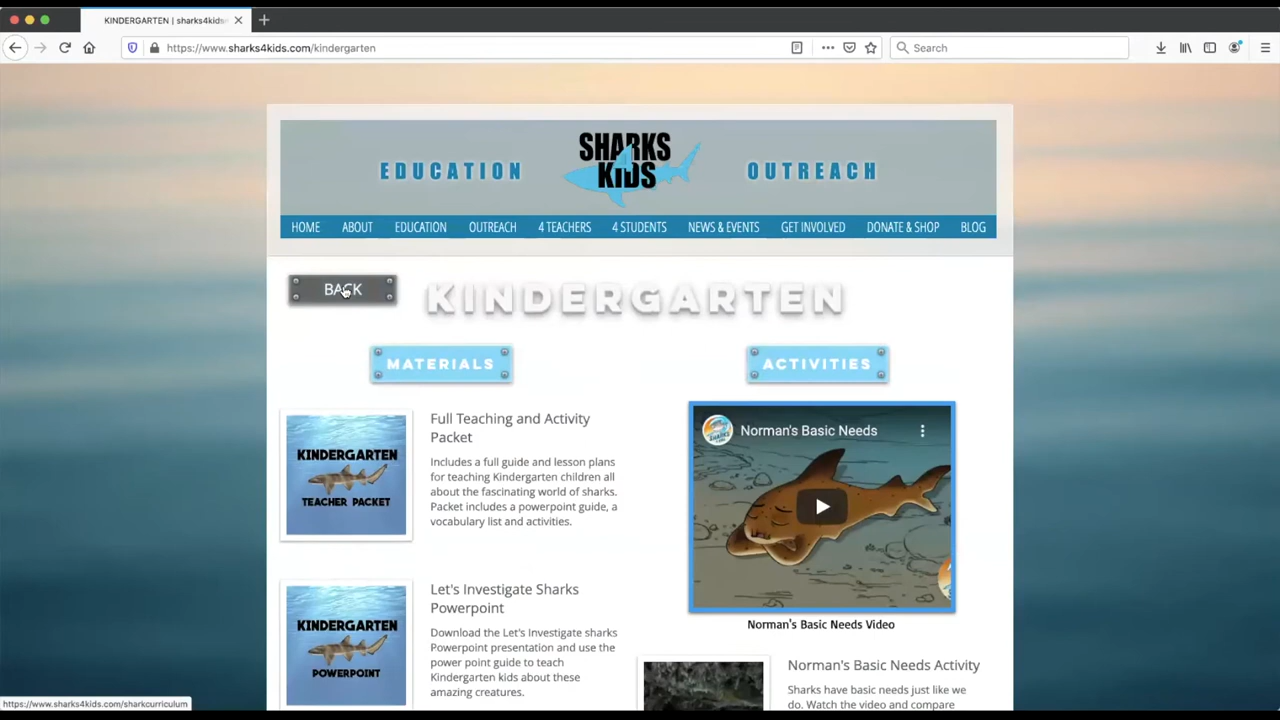 KINDERGARTEN | sharks4kids
https://www.sharks4kids.com/kindergarten
Search
EDUCATION
SHARKS
4
KIDS
OUTREACH
HOME ABOUT EDUCATION OUTREACH 4 TEACHERS 4 STUDENTS NEWS & EVENTS GET INVOLVED DONATE & SHOP BLOG
BACK
KINDERGARTEN
MATERIALS
KINDERGARTEN
TEACHER PACKET
Full Teaching and Activity
Packet
Includes a full guide and lesson plans
for teaching Kindergarten children all
about the fascinating world of sharks.
Packet includes a powerpoint guide, a
vocabulary list and activities.
KINDERGARTEN
POWERPOINT
Let's Investigate Sharks
Powerpoint
Download the Let's Investigate sharks
Powerpoint presentation and use the
power point guide to teach
Kindergarten kids about these
amazing creatures.
ACTIVITIES
Norman's Basic Needs
Norman's Basic Needs Video
Norman's Basic Needs Activity
Sharks have basic needs just like we
do. Watch the video and compare
https://www.sharks4kids.com/sharkcurriculum